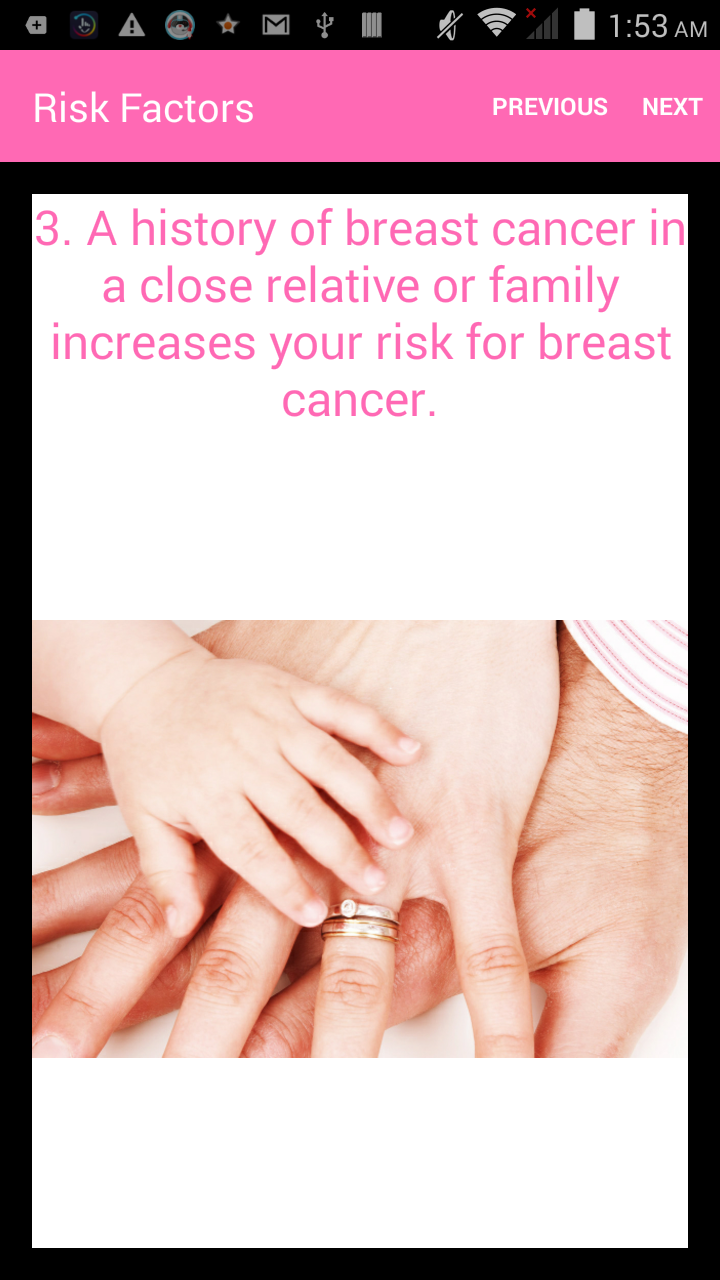 1:53 AM
Risk Factors PREVIOUS NEXT
3. A history of breast cancer in
a close relative or family
increases your risk for breast
cancer.